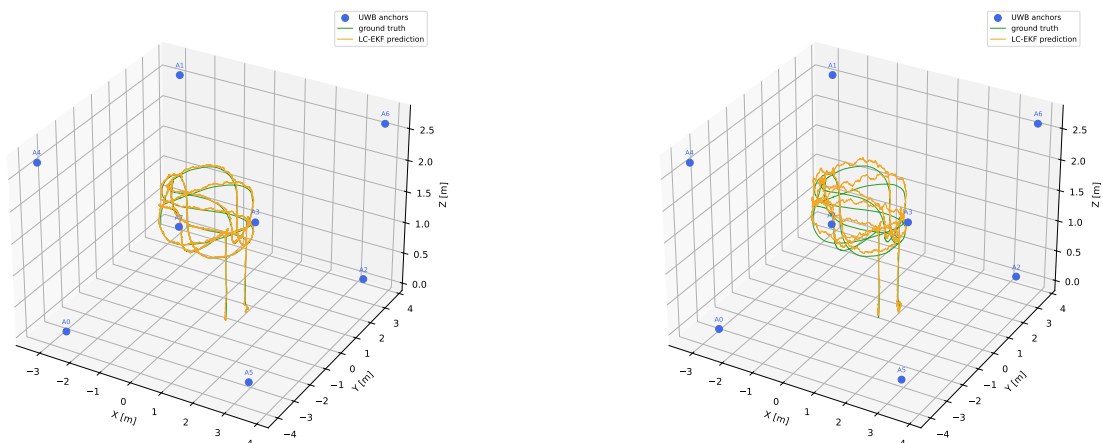 UWB anchors
ground truth
LC-EKF prediction
A1
A6
A4
A3
A0
A2
A5
2.5
2.0
1.5
1.0
0.5
0.0
Z [m]
−3
−2
−1
0
1
2
3
4
X [m]
−4
−3
−2
−1
0
1
2
3
4
Y [m]
UWB anchors
ground truth
LC-EKF prediction
A1
A6
A4
A3
A0
A2
A5
2.5
2.0
1.5
1.0
0.5
0.0
Z [m]
−3
−2
−1
0
1
2
3
4
X [m]
−4
−3
−2
−1
0
1
2
3
4
Y [m]